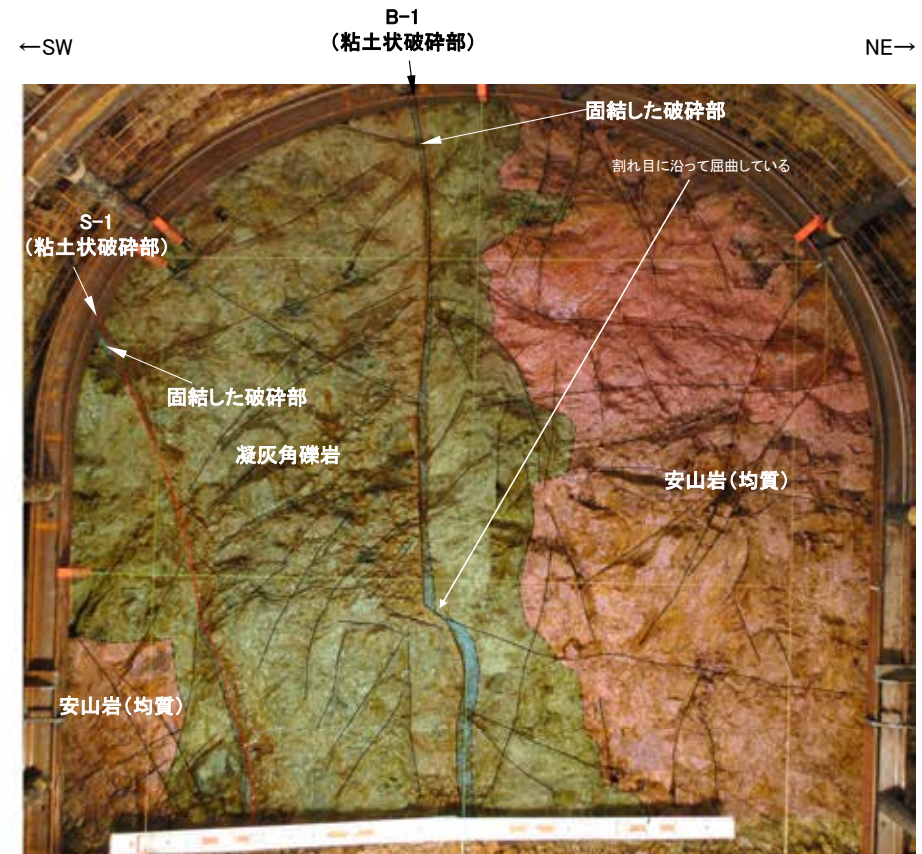 B-1
(粘土状破砕部)
←SW
NE→
固結した破砕部
割れ目に沿って屈曲している
S-1
(粘土状破砕部)
固結した破砕部
凝灰角礫岩
安山岩(均質)
安山岩(均質)